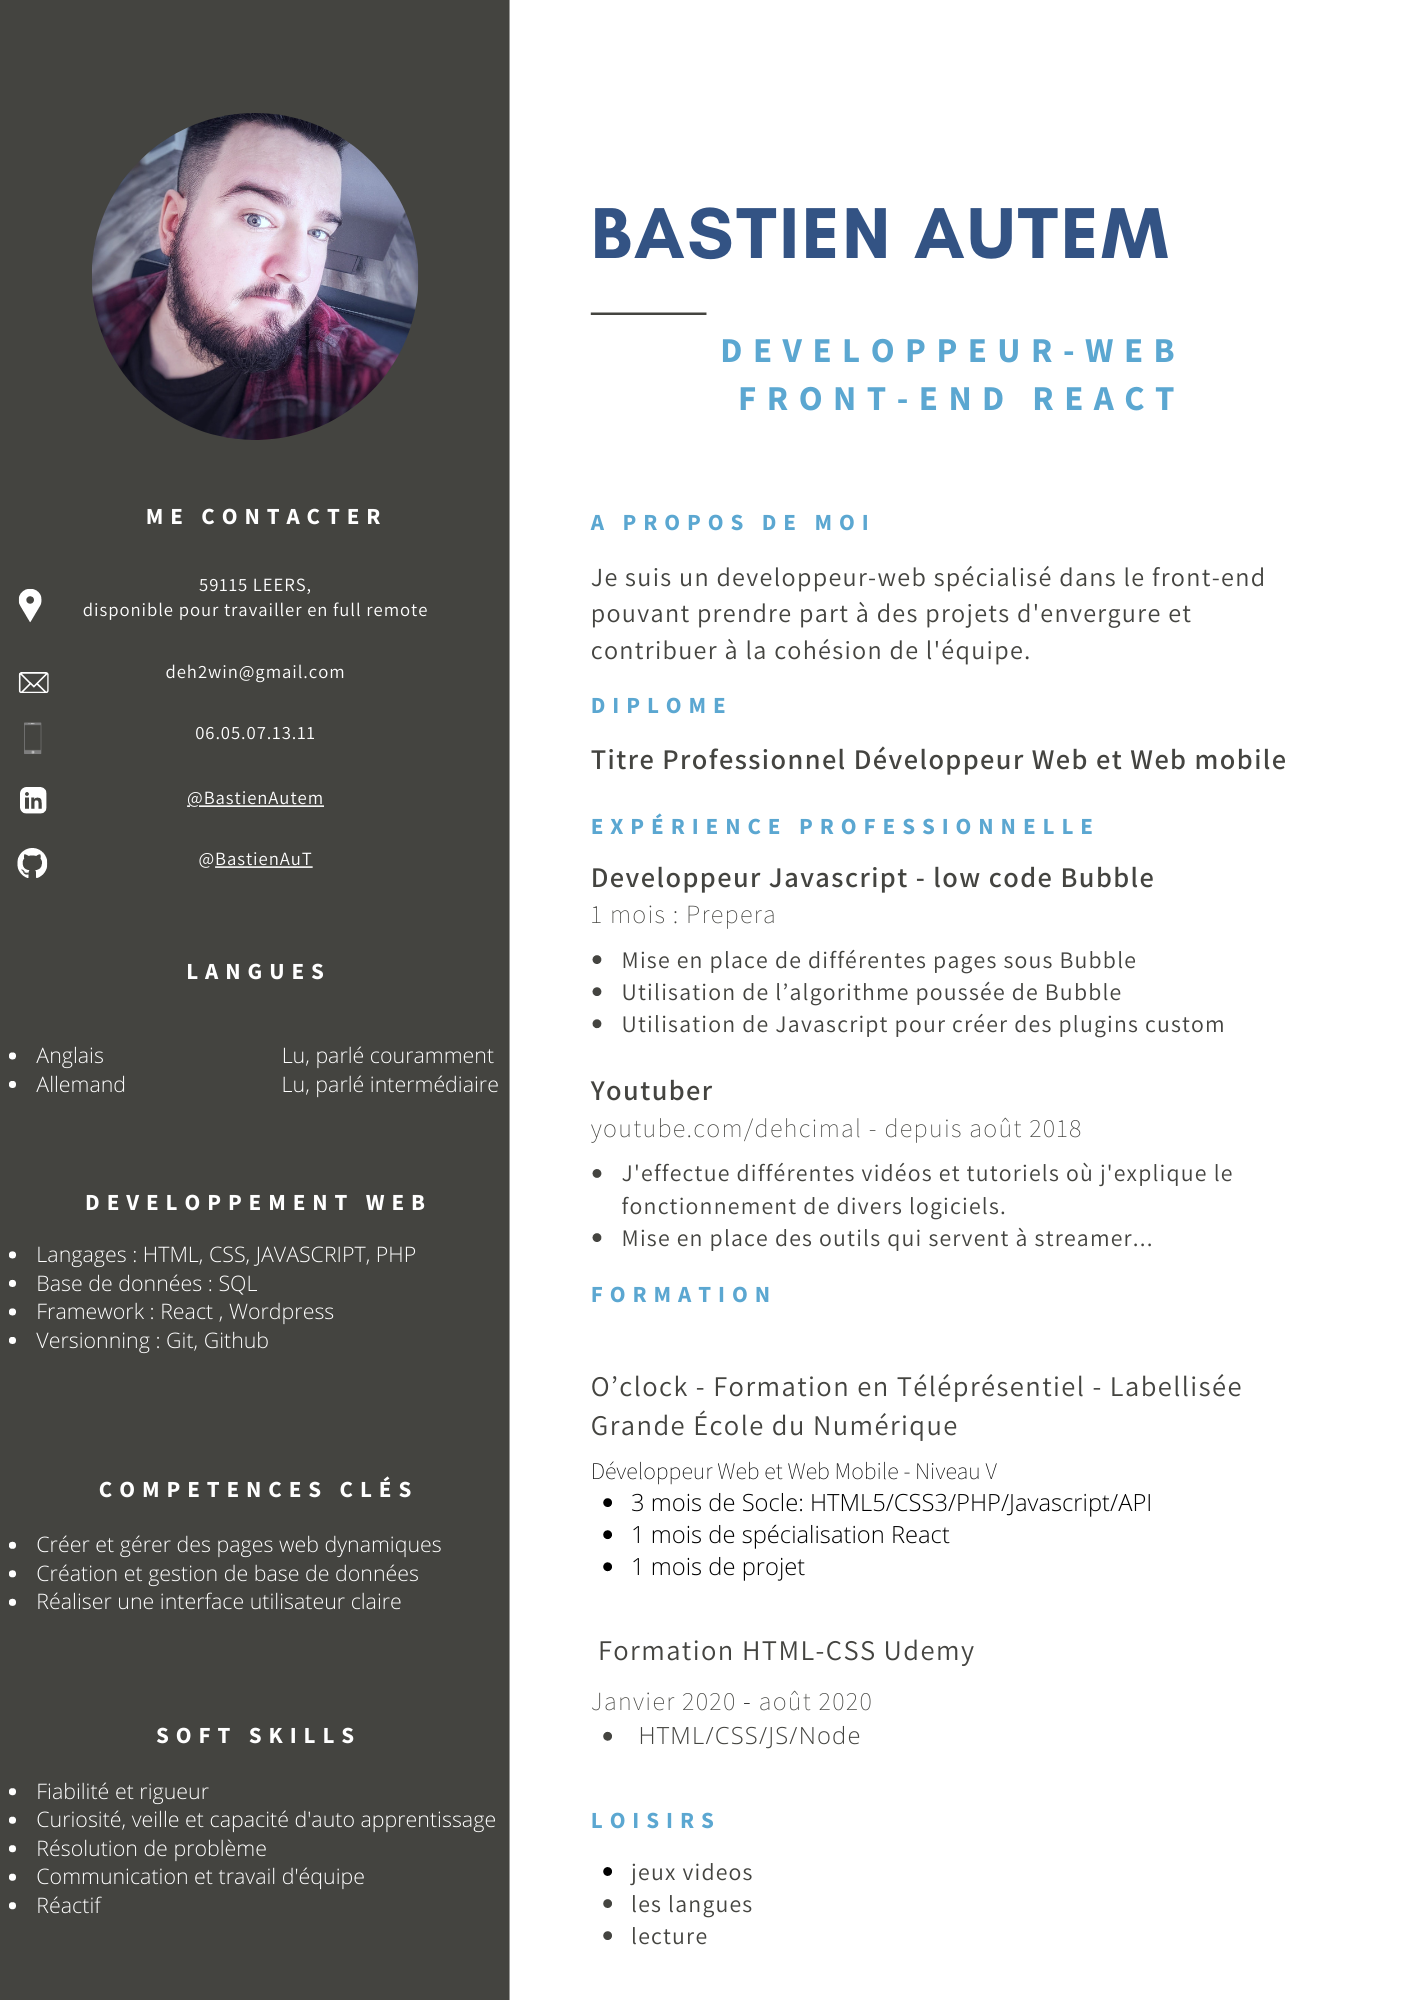 ME CONTACTER
59115 LEERS,
disponible pour travailler en full remote
deh2win@gmail.com
06.05.07.13.11
in
@BastienAutem
@BastienAuT
LANGUES
• Anglais Lu, parlé couramment
• Allemand Lu, parlé intermédiaire
DEVELOPPEMENT WEB
• Langages : HTML, CSS, JAVASCRIPT, PHP
• Base de données : SQL
• Framework : React , Wordpress
• Versionning : Git, Github
COMPETENCES CLÉS
• Créer et gérer des pages web dynamiques
• Création et gestion de base de données
• Réaliser une interface utilisateur claire
SOFT SKILLS
• Fiabilité et rigueur
• Curiosité, veille et capacité d'auto apprentissage
• Résolution de problème
• Communication et travail d'équipe
• Réactif
BASTIEN AUTEM
DEVELOPPEUR-WEB
FRONT-END REACT
A PROPOS DE MOI
Je suis un developpeur-web spécialisé dans le front-end
pouvant prendre part à des projets d'envergure et
contribuer à la cohésion de l'équipe.
DIPLOME
Titre Professionnel Développeur Web et Web mobile
EXPÉRIENCE PROFESSIONNELLE
Developpeur Javascript - low code Bubble
1 mois : Prepera
• Mise en place de différentes pages sous Bubble
• Utilisation de l’algorithme poussée de Bubble
• Utilisation de Javascript pour créer des plugins custom
Youtuber
youtube.com/dehcimal - depuis août 2018
• J'effectue différentes vidéos et tutoriels où j'explique le
fonctionnement de divers logiciels.
• Mise en place des outils qui servent à streamer...
FORMATION
O’clock - Formation en Téléprésentiel - Labellisée
Grande École du Numérique
Développeur Web et Web Mobile - Niveau V
• 3 mois de Socle: HTML5/CSS3/PHP/Javascript/API
• 1 mois de spécialisation React
• 1 mois de projet
Formation HTML-CSS Udemy
Janvier 2020 - août 2020
• HTML/CSS/JS/Node
LOISIRS
• jeux videos
• les langues
• lecture